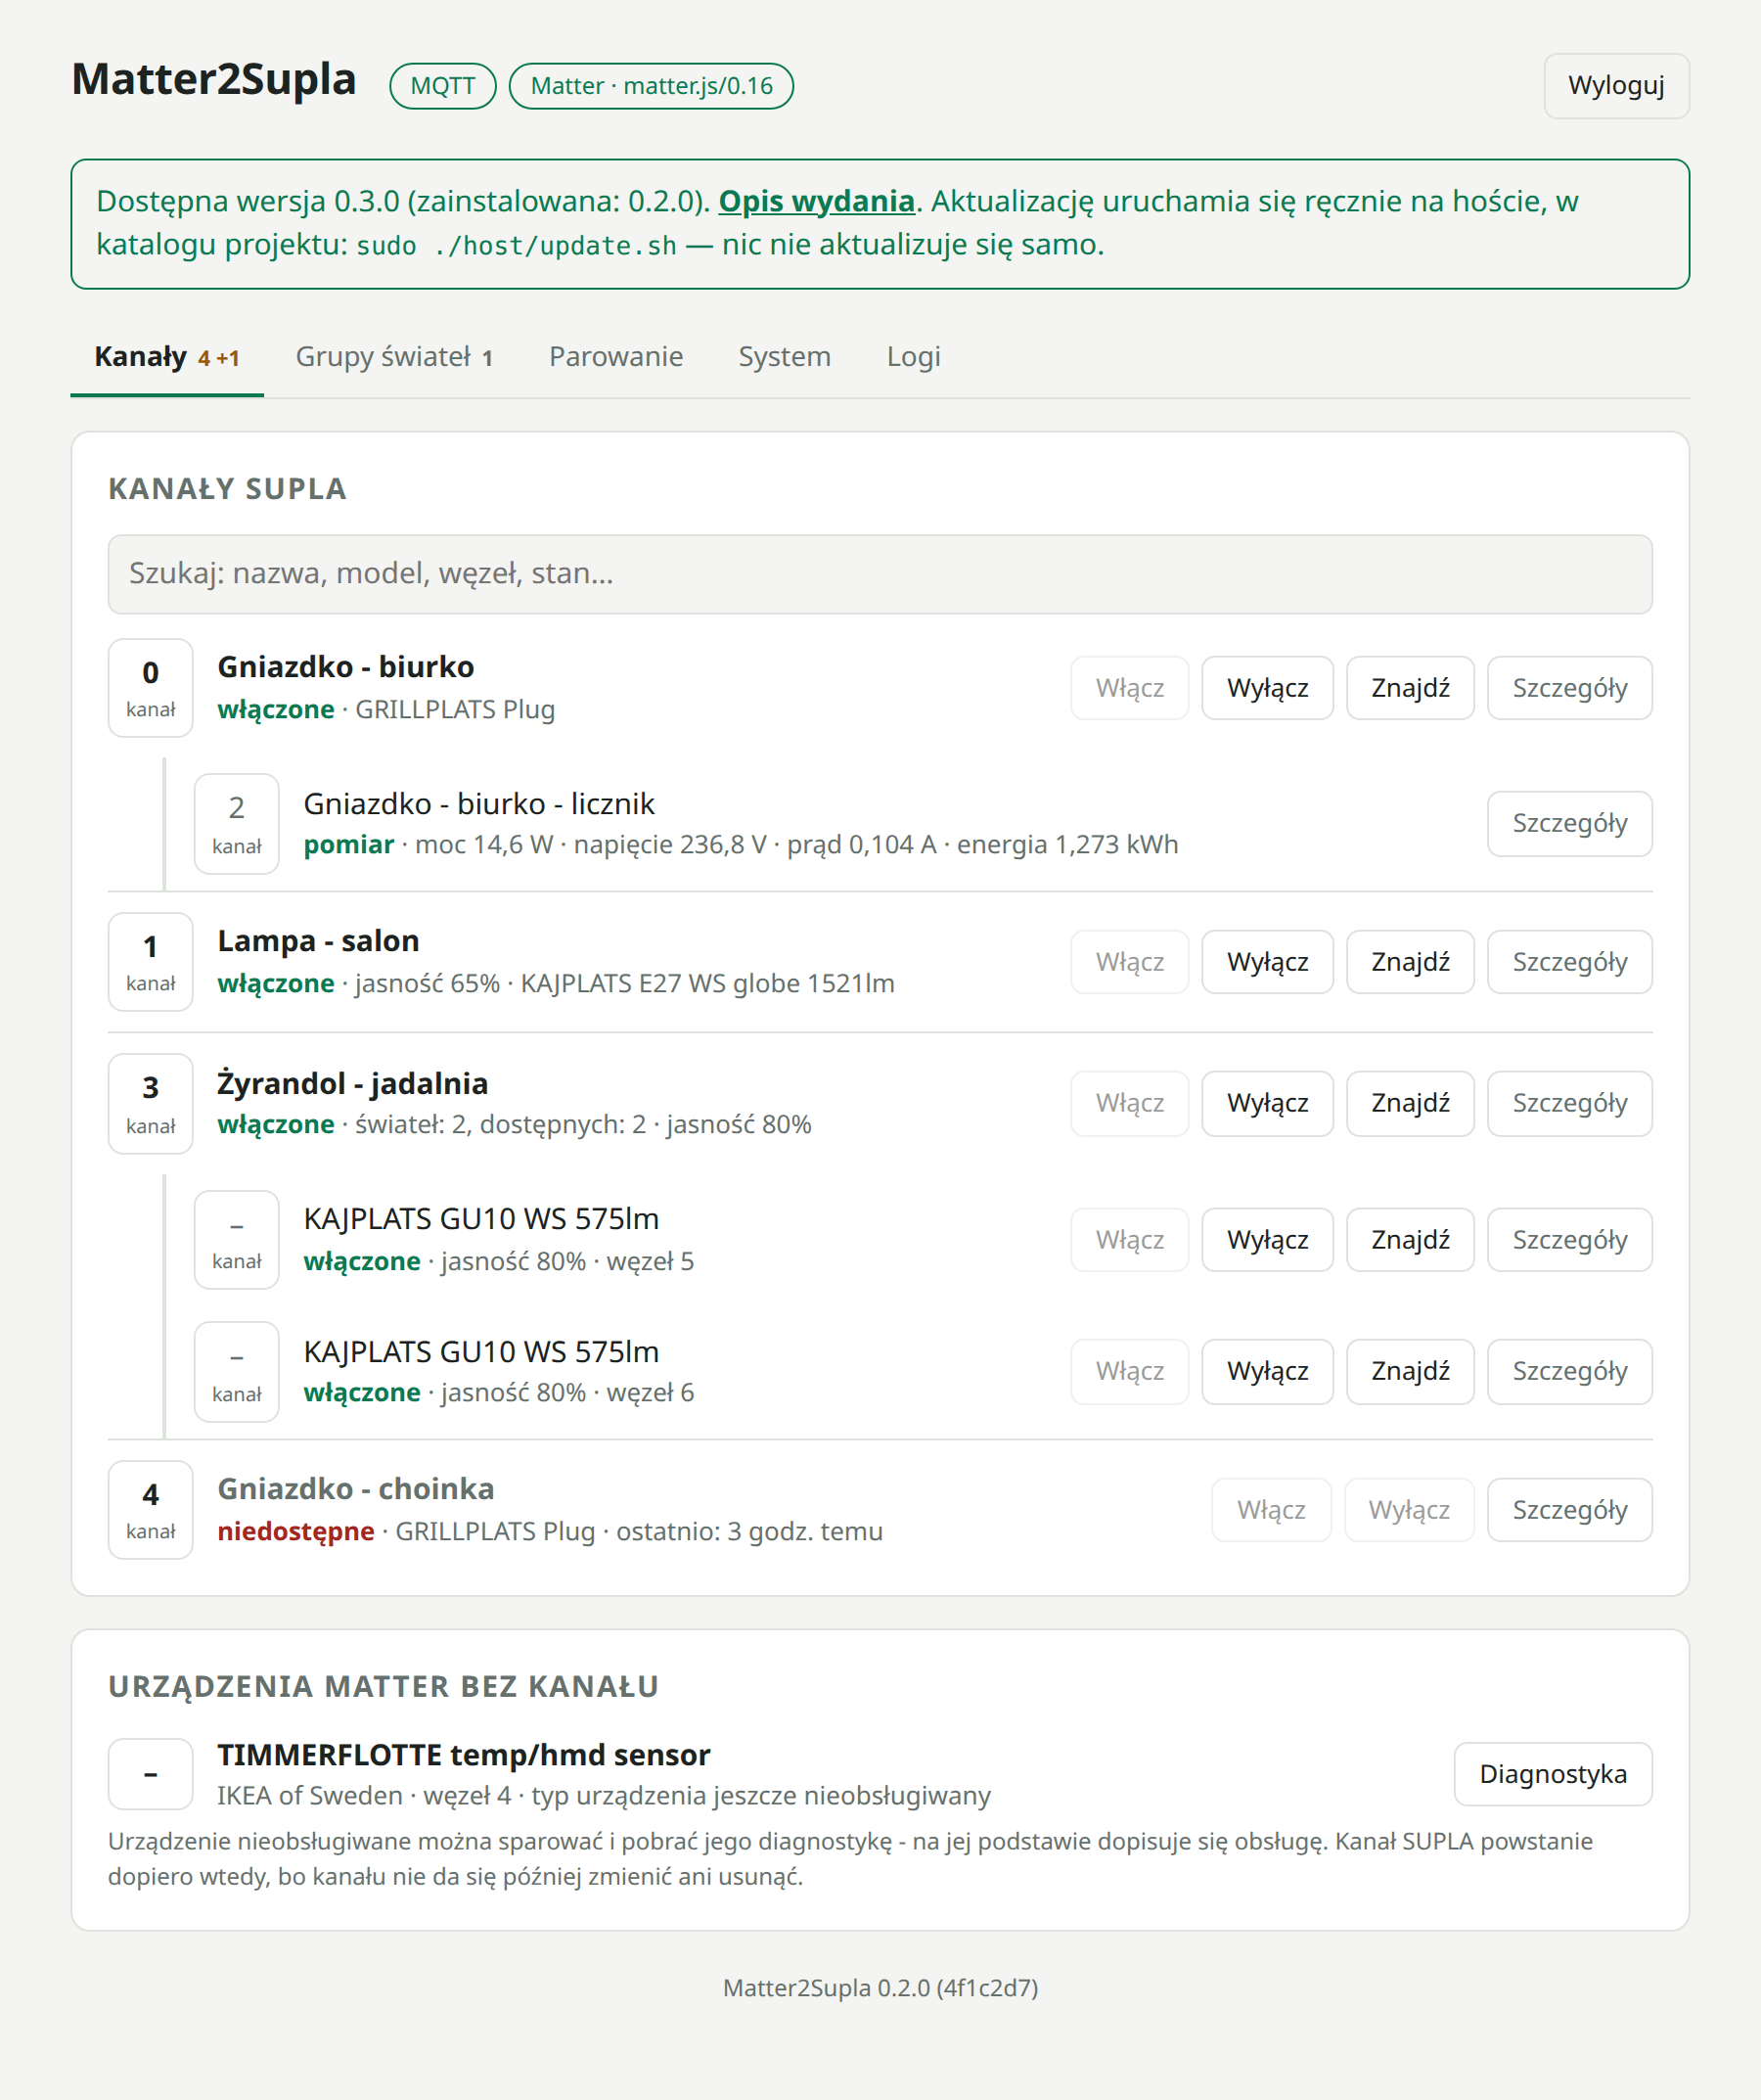 Matter2Supla MQTT Matter · matter.js/0.16 Wyloguj
Dostępna wersja 0.3.0 (zainstalowana: 0.2.0). Opis wydania. Aktualizację uruchamia się ręcznie na hoście, w
katalogu projektu: sudo ./host/update.sh — nic nie aktualizuje się samo.
Kanały 4 +1 Grupy świateł 1 Parowanie System Logi
KANAŁY SUPLA
Szukaj: nazwa, model, węzeł, stan...
0 kanał
Gniazdko - biurko
włączone · GRILLPLATS Plug
Włącz Wyłącz Znajdź Szczegóły
2 kanał
Gniazdko - biurko - licznik
pomiar · moc 14,6 W · napięcie 236,8 V · prąd 0,104 A · energia 1,273 kWh
Szczegóły
1 kanał
Lampa - salon
włączone · jasność 65% · KAJPLATS E27 WS globe 1521lm
Włącz Wyłącz Znajdź Szczegóły
3 kanał
Żyrandol - jadalnia
włączone · świateł: 2, dostępnych: 2 · jasność 80%
Włącz Wyłącz Znajdź Szczegóły
– kanał
KAJPLATS GU10 WS 575lm
włączone · jasność 80% · węzeł 5
Włącz Wyłącz Znajdź Szczegóły
– kanał
KAJPLATS GU10 WS 575lm
włączone · jasność 80% · węzeł 6
Włącz Wyłącz Znajdź Szczegóły
4 kanał
Gniazdko - choinka
niedostępne · GRILLPLATS Plug · ostatnio: 3 godz. temu
Włącz Wyłącz Szczegóły
URZĄDZENIA MATTER BEZ KANAŁU
–
TIMMERFLOTTE temp/hmd sensor
IKEA of Sweden · węzeł 4 · typ urządzenia jeszcze nieobsługiwany
Diagnostyka
Urządzenie nieobsługiwane można sparować i pobrać jego diagnostykę - na jej podstawie dopisuje się obsługę. Kanał SUPLA powstanie
dopiero wtedy, bo kanału nie da się później zmienić ani usunąć.
Matter2Supla 0.2.0 (4f1c2d7)